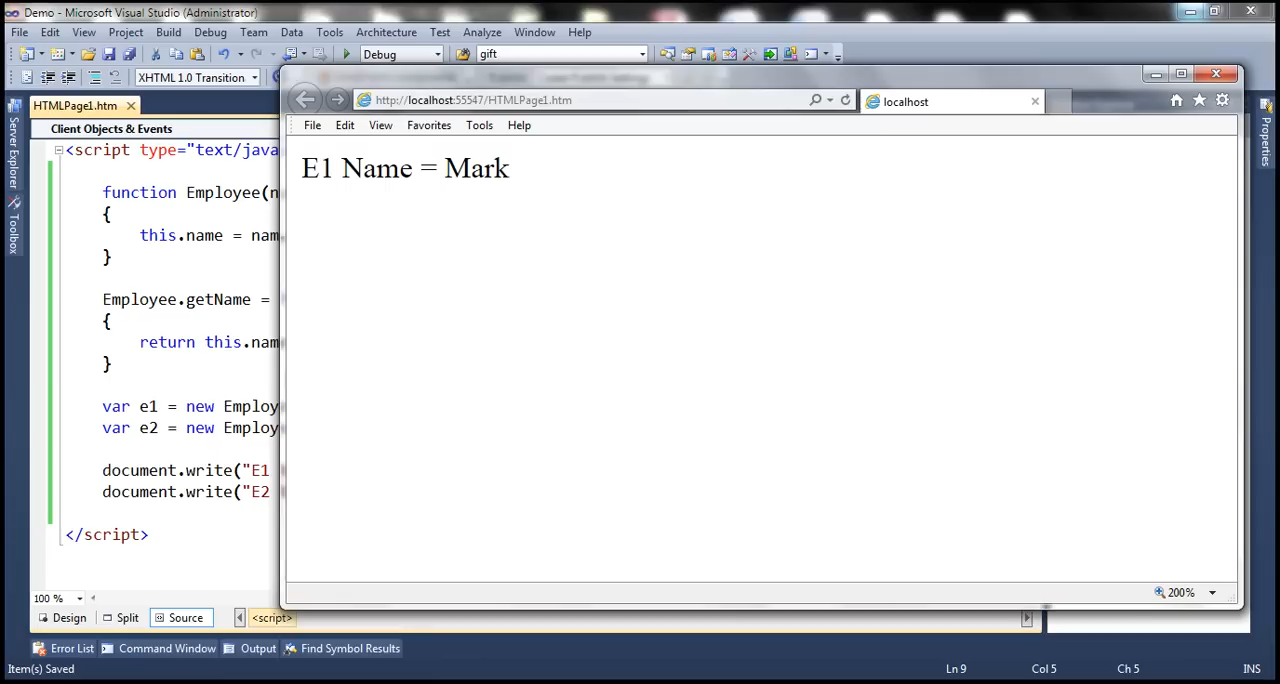 Demo - Microsoft Visual Studio (Administrator)
File Edit View Project Build Debug Team Data Tools Architecture Test Analyze Window Help
Debug gift
XHTML 1.0 Transition
HTMLPage1.htm
Client Objects & Events
<script type="text/java
function Employee(n
{
this.name = nam
}
Employee.getName =
{
return this.nam
}
var e1 = new Employ
var e2 = new Employ
document.write("E1
document.write("E2
</script>
100 %
Design Split Source <script>
Error List Command Window Output Find Symbol Results
Item(s) Saved Ln 9 Col 5 Ch 5 INS
Server Explorer
Toolbox
Properties
http://localhost:55547/HTMLPage1.htm localhost
File Edit View Favorites Tools Help
E1 Name = Mark
200%